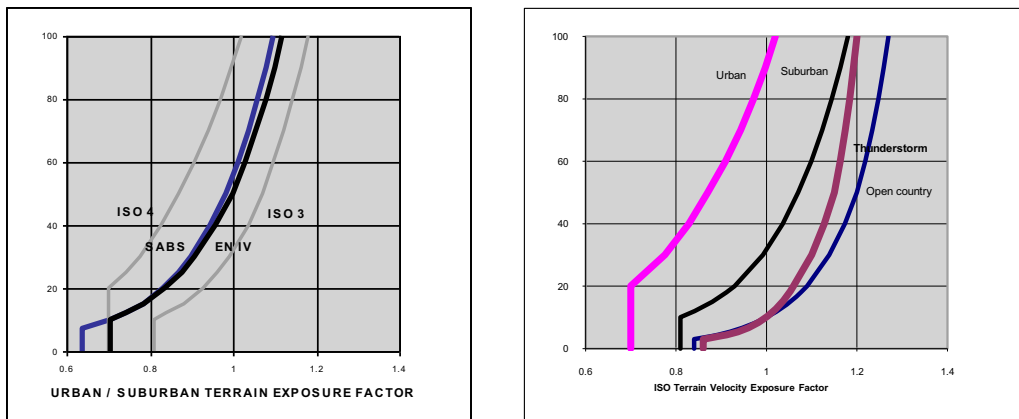 100
80
60
40
20
0
ISO 4
ISO 3
SABS
EN IV
0.6 0.8 1 1.2 1.4
URBAN / SUBURBAN TERRAIN EXPOSURE FACTOR
100
80
60
40
20
0
Urban
Suburban
Thunderstorm
Open country
0.6 0.8 1 1.2 1.4
ISO Terrain Velocity Exposure Factor